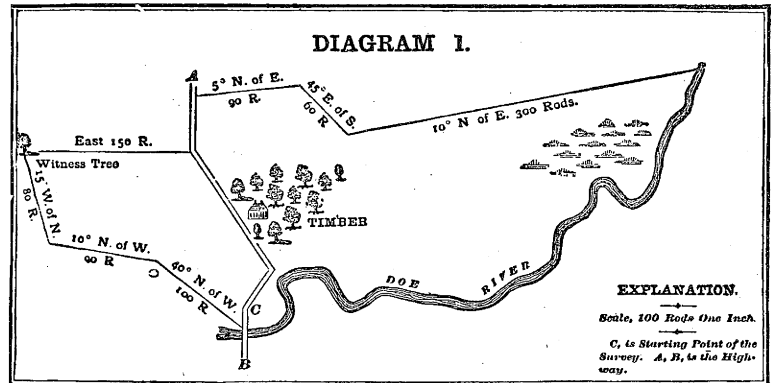 DIAGRAM 1.
A
5° N. of E.
90 R.
45° E. of S.
60 R
10° N of E. 300 Rods.
East 150 R.
Witness Tree
15° W. of N.
80 R.
10° N. of W.
90 R
C
40° N. of W.
100 R.
TIMBER
C
B
DOE RIVER
EXPLANATION.
Scale, 100 Rods One Inch.
C, is Starting Point of the
Survey. A, B, is the High-
way.